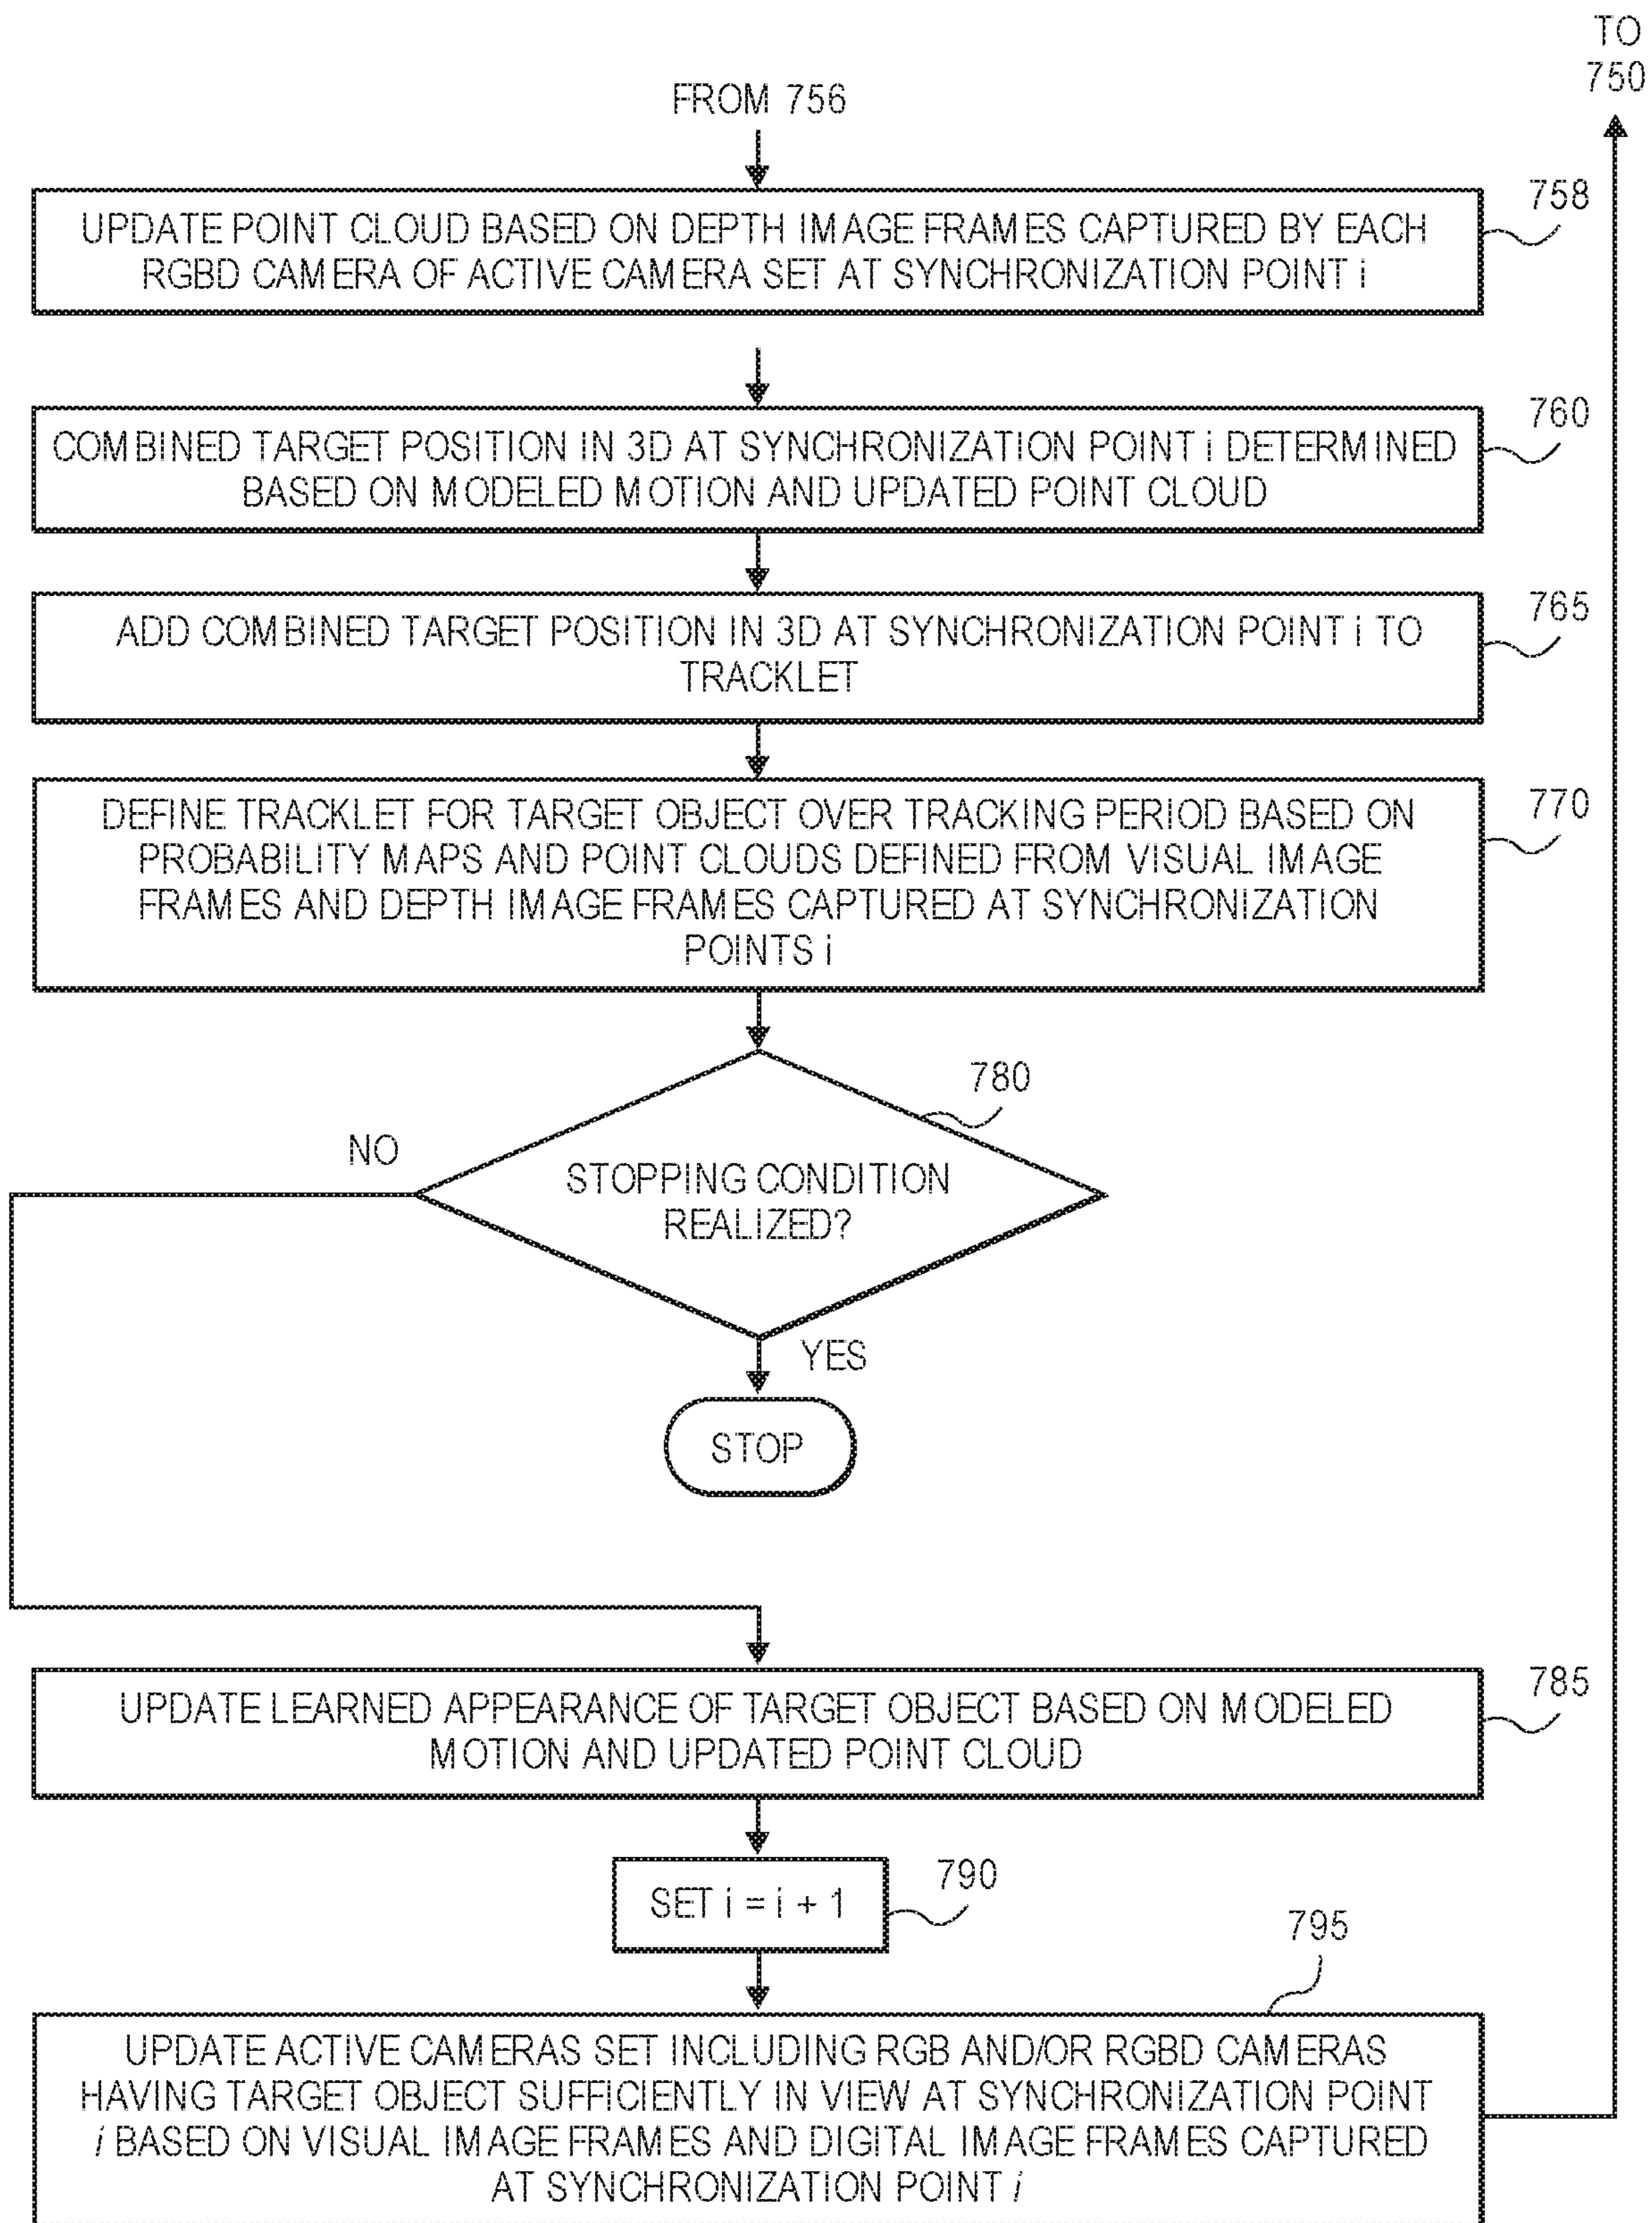 TO
750
FROM 756
758
UPDATE POINT CLOUD BASED ON DEPTH IMAGE FRAMES CAPTURED BY EACH
RGBD CAMERA OF ACTIVE CAMERA SET AT SYNCHRONIZATION POINT i
760
COMBINED TARGET POSITION IN 3D AT SYNCHRONIZATION POINT i DETERMINED
BASED ON MODELED MOTION AND UPDATED POINT CLOUD
765
ADD COMBINED TARGET POSITION IN 3D AT SYNCHRONIZATION POINT i TO
TRACKLET
770
DEFINE TRACKLET FOR TARGET OBJECT OVER TRACKING PERIOD BASED ON
PROBABILITY MAPS AND POINT CLOUDS DEFINED FROM VISUAL IMAGE
FRAMES AND DEPTH IMAGE FRAMES CAPTURED AT SYNCHRONIZATION
POINTS i
780
NO
STOPPING CONDITION
REALIZED?
YES
STOP
785
UPDATE LEARNED APPEARANCE OF TARGET OBJECT BASED ON MODELED
MOTION AND UPDATED POINT CLOUD
790
SET i = i + 1
795
UPDATE ACTIVE CAMERAS SET INCLUDING RGB AND/OR RGBD CAMERAS
HAVING TARGET OBJECT SUFFICIENTLY IN VIEW AT SYNCHRONIZATION POINT
i BASED ON VISUAL IMAGE FRAMES AND DIGITAL IMAGE FRAMES CAPTURED
AT SYNCHRONIZATION POINT i